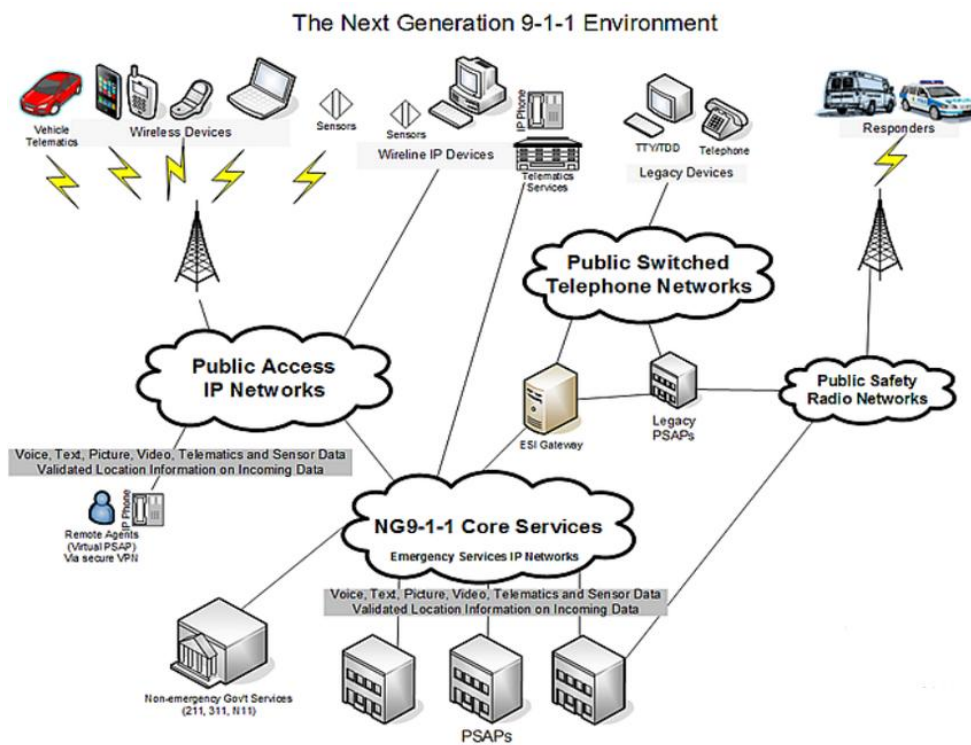 The Next Generation 9-1-1 Environment
Vehicle
Telematics
Wireless Devices
Sensors
Sensors
Wireline IP Devices
IP Phone
Telematics
Services
TTY/TDD
Telephone
Legacy Devices
Responders
Public Switched
Telephone Networks
Public Access
IP Networks
Public Safety
Radio Networks
ESI Gateway
Legacy
PSAPs
Voice, Text, Picture, Video, Telematics and Sensor Data
Validated Location Information on Incoming Data
IP Phone
Remote Agents
(Virtual PSAP)
Via secure VPN
NG9-1-1 Core Services
Emergency Services IP Networks
Voice, Text, Picture, Video, Telematics and Sensor Data
Validated Location Information on Incoming Data
Non-emergency Gov't Services
(211, 311, N11)
PSAPs